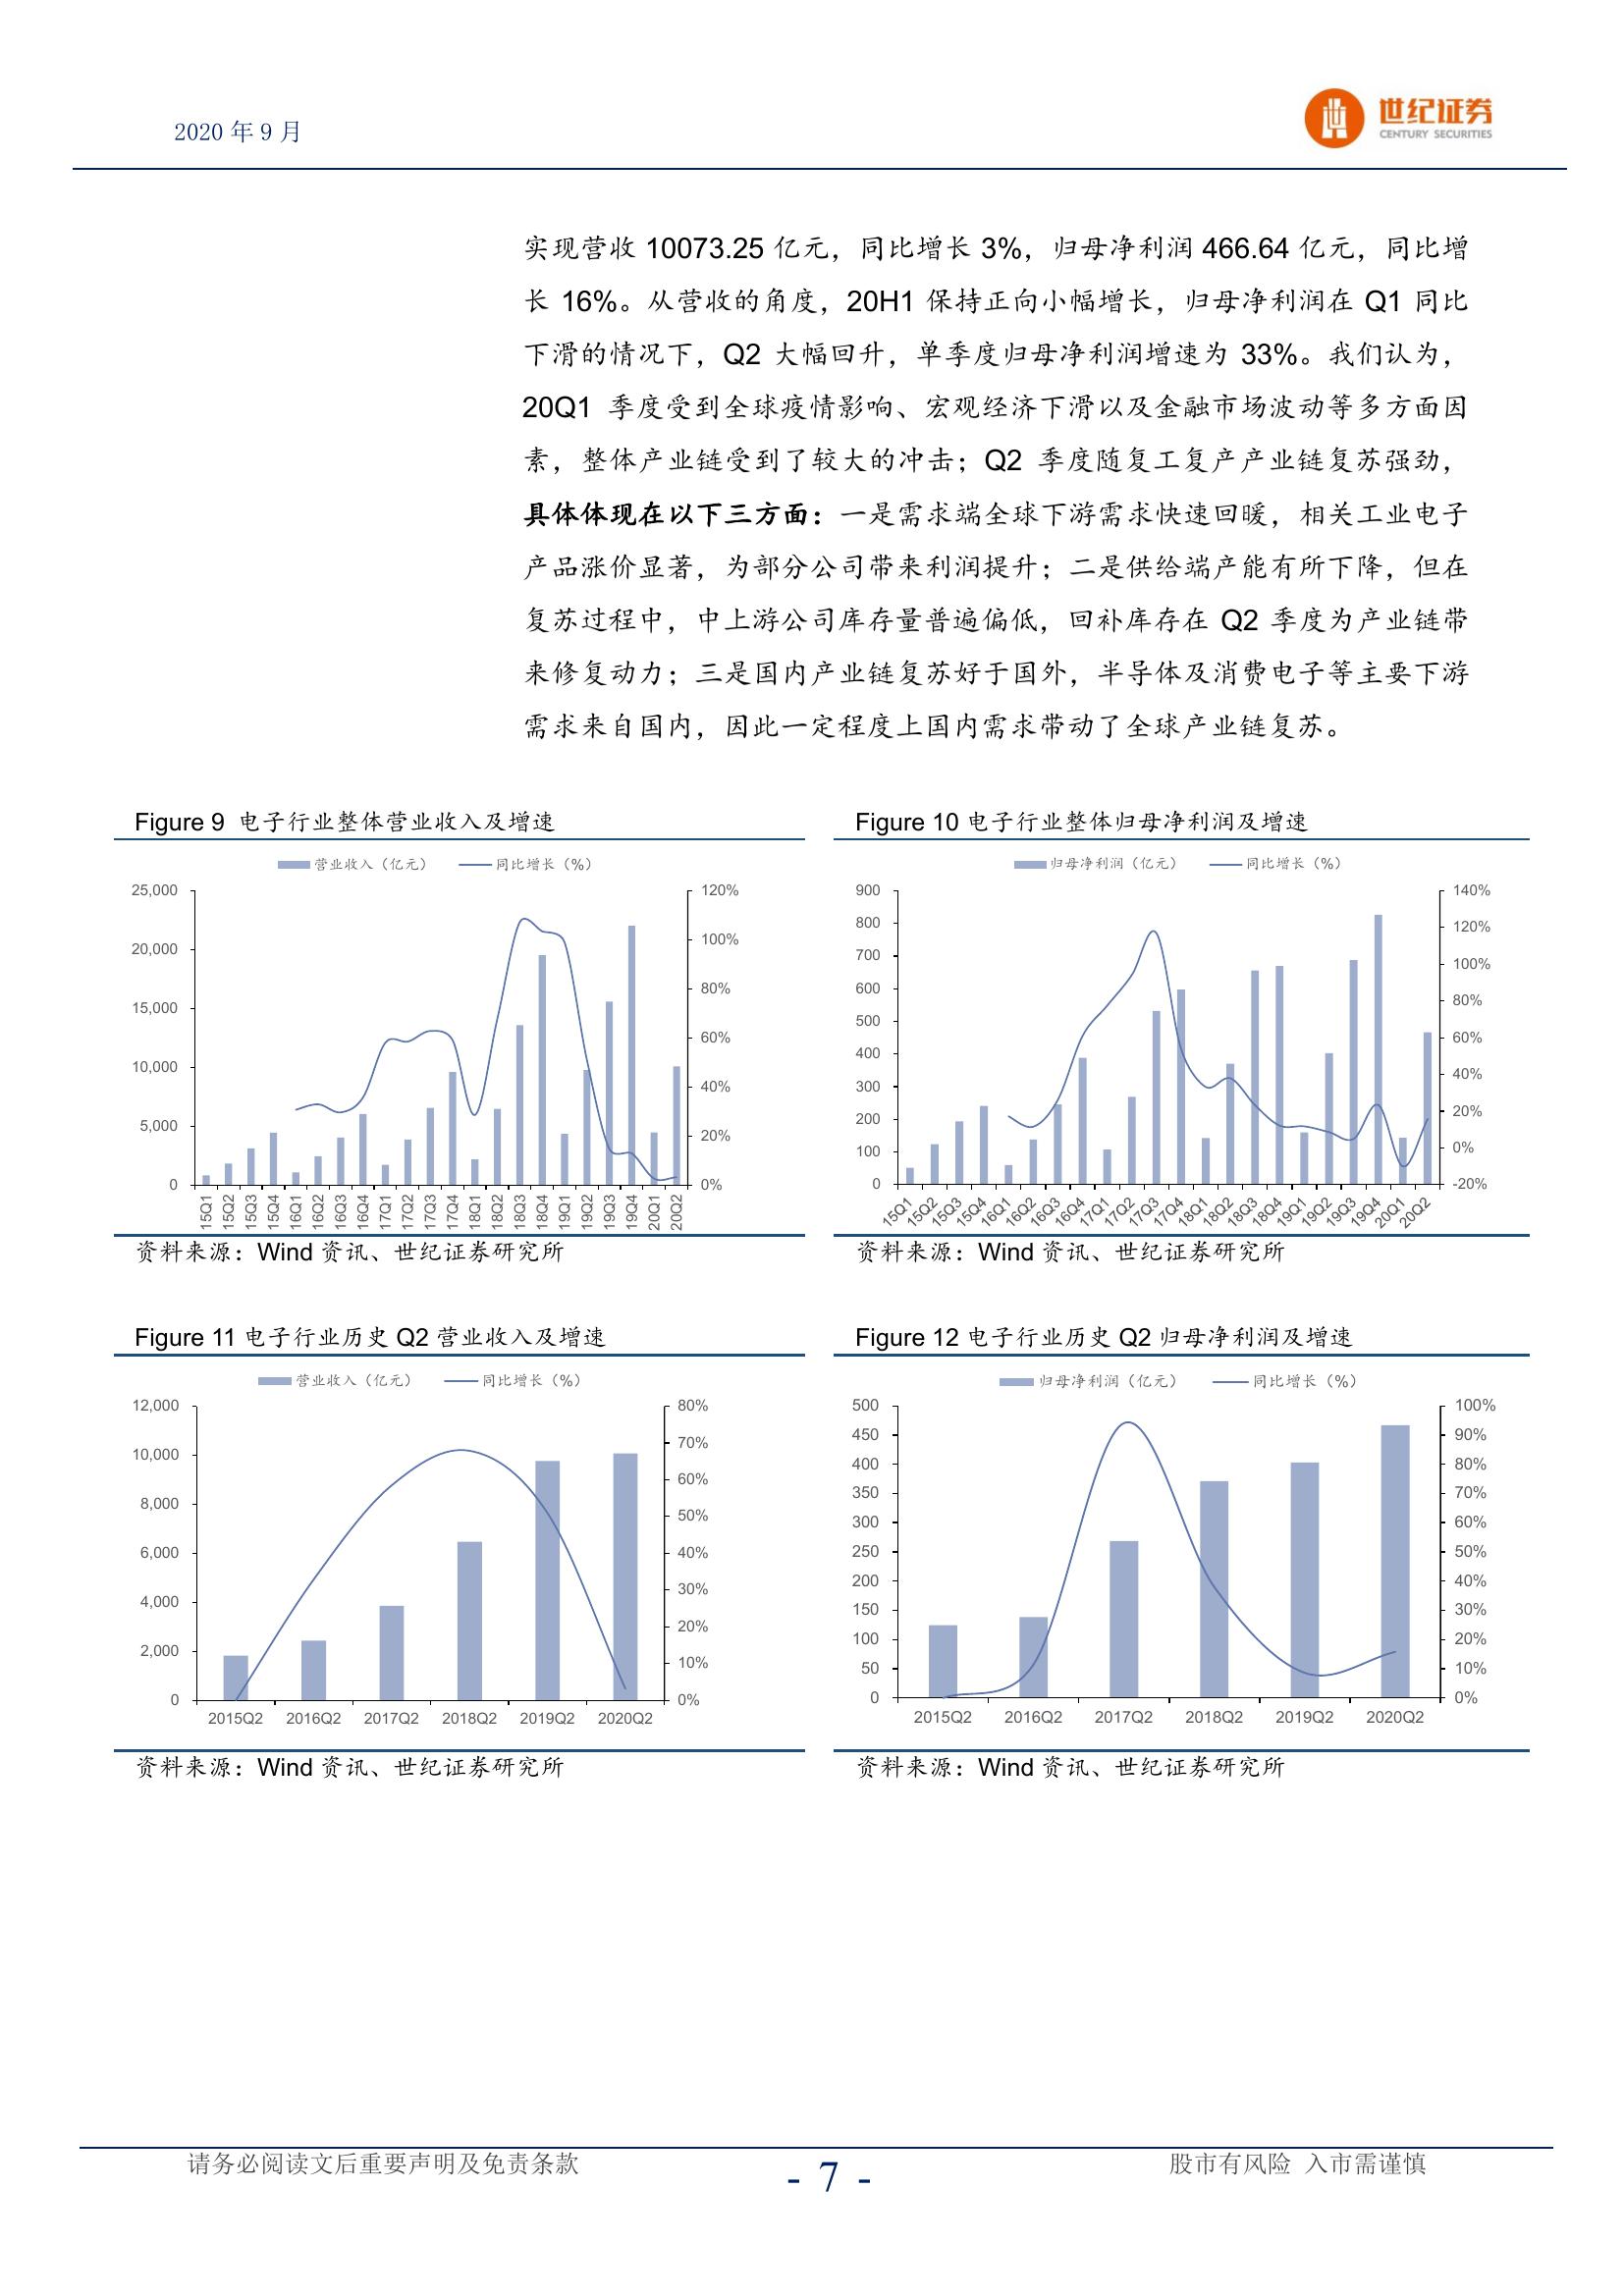 2020 年 9 月
世纪证券
CENTURY SECURITIES
实现营收 10073.25 亿元，同比增长 3%，归母净利润 466.64 亿元，同比增
长 16%。从营收的角度，20H1 保持正向小幅增长，归母净利润在 Q1 同比
下滑的情况下，Q2 大幅回升，单季度归母净利润增速为 33%。我们认为，
20Q1 季度受到全球疫情影响、宏观经济下滑以及金融市场波动等多方面因
素，整体产业链受到了较大的冲击；Q2 季度随复工复产产业链复苏强劲，
具体体现在以下三方面：一是需求端全球下游需求快速回暖，相关工业电子
产品涨价显著，为部分公司带来利润提升；二是供给端产能有所下降，但在
复苏过程中，中上游公司库存量普遍偏低，回补库存在 Q2 季度为产业链带
来修复动力；三是国内产业链复苏好于国外，半导体及消费电子等主要下游
需求来自国内，因此一定程度上国内需求带动了全球产业链复苏。
Figure 9 电子行业整体营业收入及增速
营业收入（亿元） 同比增长（%）
25,000 120%
20,000 100%
15,000 80%
10,000 60%
5,000 40%
0 20%
0%
15Q1 15Q2 15Q3 15Q4 16Q1 16Q2 16Q3 16Q4 17Q1 17Q2 17Q3 17Q4 18Q1 18Q2 18Q3 18Q4 19Q1 19Q2 19Q3 19Q4 20Q1 20Q2
资料来源：Wind 资讯、世纪证券研究所
Figure 10 电子行业整体归母净利润及增速
归母净利润（亿元） 同比增长（%）
900 140%
800 120%
700 100%
600 80%
500 60%
400 40%
300 20%
200 0%
100 -20%
0
15Q1 15Q2 15Q3 15Q4 16Q1 16Q2 16Q3 16Q4 17Q1 17Q2 17Q3 17Q4 18Q1 18Q2 18Q3 18Q4 19Q1 19Q2 19Q3 19Q4 20Q1 20Q2
资料来源：Wind 资讯、世纪证券研究所
Figure 11 电子行业历史 Q2 营业收入及增速
营业收入（亿元） 同比增长（%）
12,000 80%
10,000 70%
8,000 60%
6,000 50%
4,000 40%
2,000 30%
0 20%
10%
0%
2015Q2 2016Q2 2017Q2 2018Q2 2019Q2 2020Q2
资料来源：Wind 资讯、世纪证券研究所
Figure 12 电子行业历史 Q2 归母净利润及增速
归母净利润（亿元） 同比增长（%）
500 100%
450 90%
400 80%
350 70%
300 60%
250 50%
200 40%
150 30%
100 20%
50 10%
0 0%
2015Q2 2016Q2 2017Q2 2018Q2 2019Q2 2020Q2
资料来源：Wind 资讯、世纪证券研究所
请务必阅读文后重要声明及免责条款
- 7 -
股市有风险 入市需谨慎